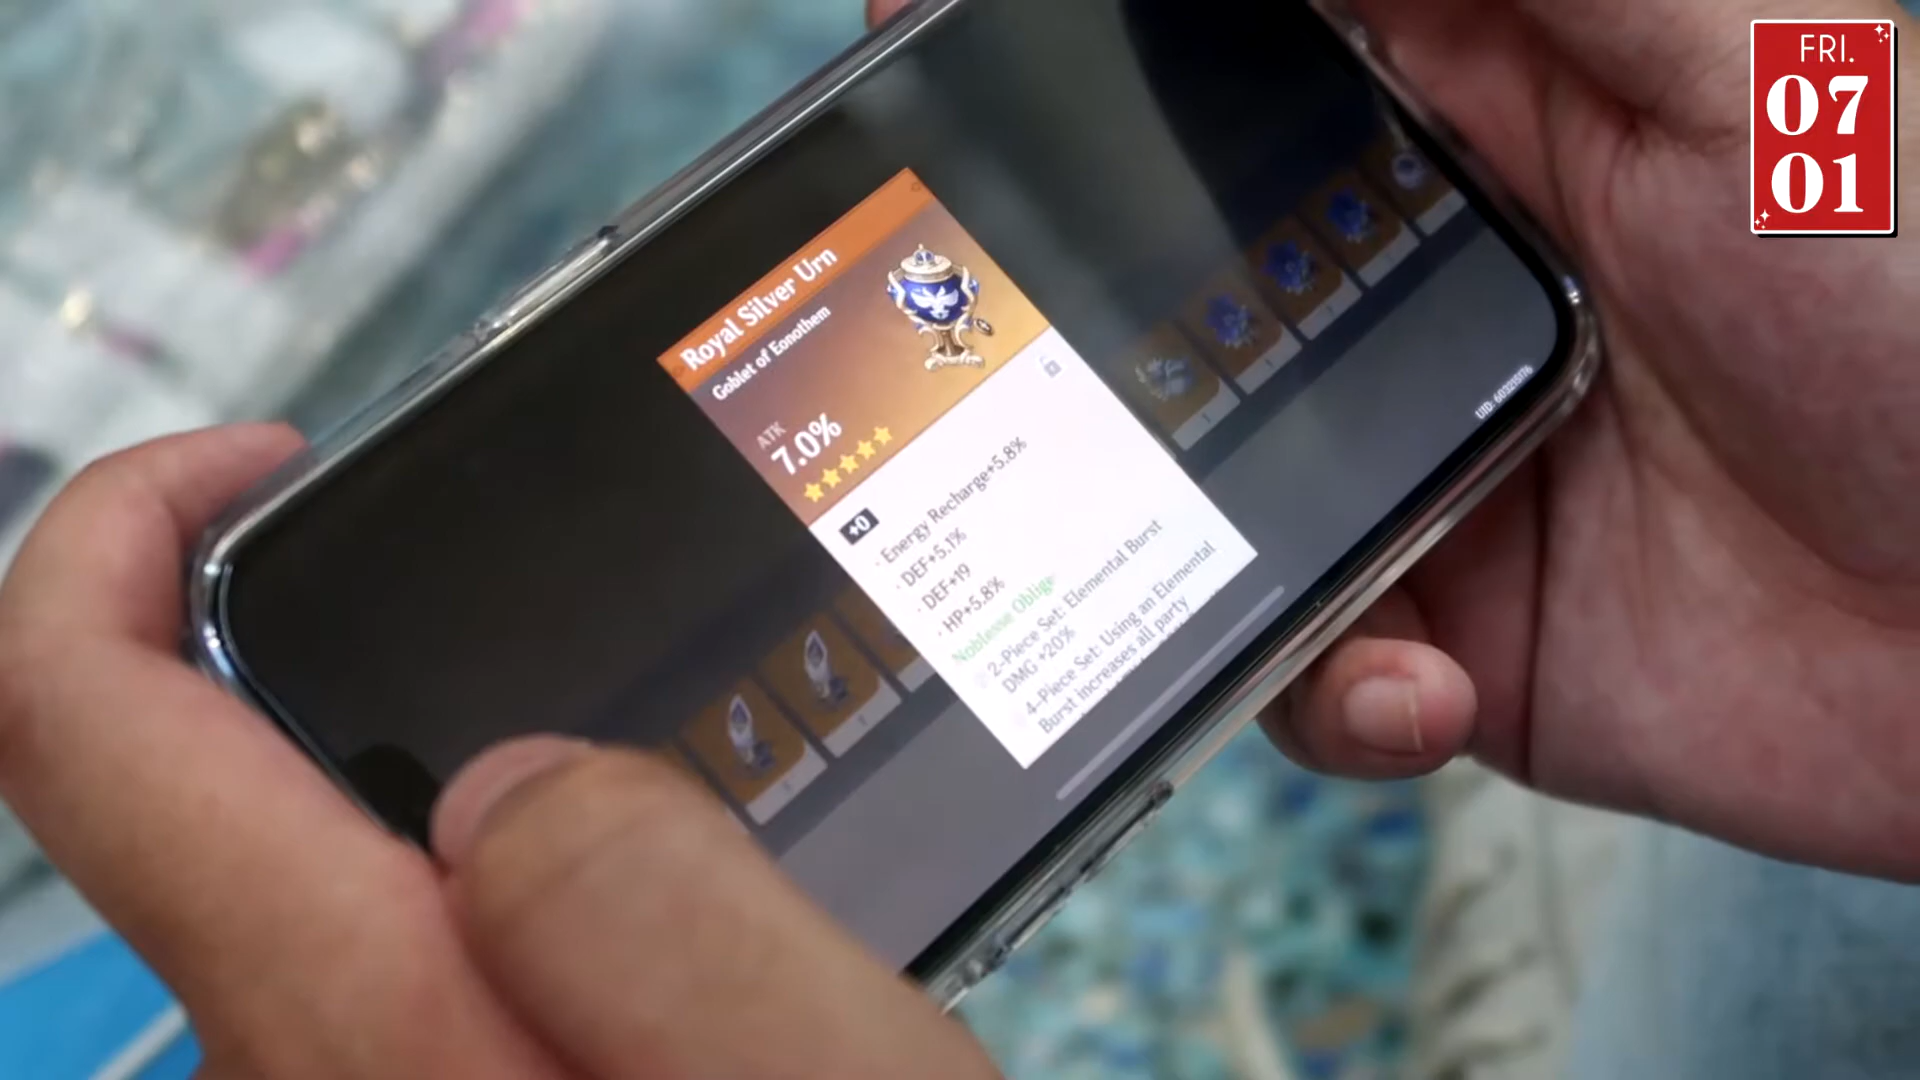 FRI.
07
01
Royal Silver Urn
Goblet of Eonothem
ATK
7.0%
+0
· Energy Recharge+5.8%
· DEF+5.1%
· DEF+19
· HP+5.8%
Noblesse Oblige
2-Piece Set: Elemental Burst
DMG +20%
4-Piece Set: Using an Elemental
Burst increases all party